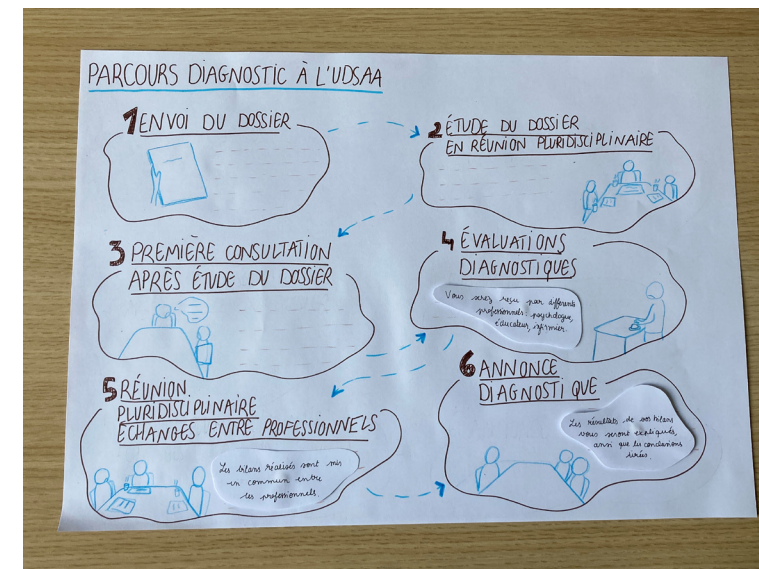 PARCOURS DIAGNOSTIC À L'UDSAA
1 ENVOI DU DOSSIER
2 ÉTUDE DU DOSSIER
EN RÉUNION PLURIDISCIPLINAIRE
3 PREMIÈRE CONSULTATION
APRÈS ÉTUDE DU DOSSIER
4 ÉVALUATIONS
DIAGNOSTIQUES
Vous serez reçu par différents
professionnels : psychologue,
éducateur, infirmier.
5 RÉUNION
PLURIDISCIPLINAIRE
ÉCHANGES ENTRE PROFESSIONNELS
Les bilans réalisés sont mis
en commun entre
les professionnels.
6 ANNONCE
DIAGNOSTIQUE
Les résultats de vos bilans
vous seront expliqués,
ainsi que les conclusions
tirées.